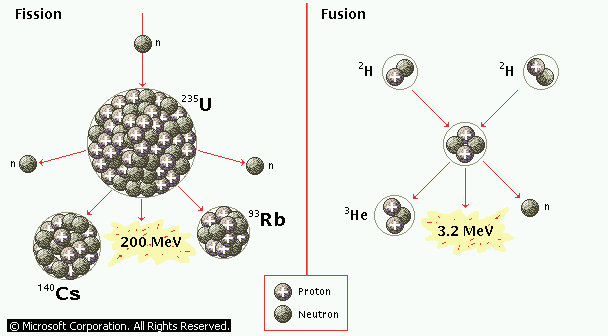 Fission
n
²³⁵U
n
n
⁹³Rb
200 MeV
¹⁴⁰Cs
Fusion
²H
²H
³He
n
3.2 MeV
Proton
Neutron
© Microsoft Corporation. All Rights Reserved.